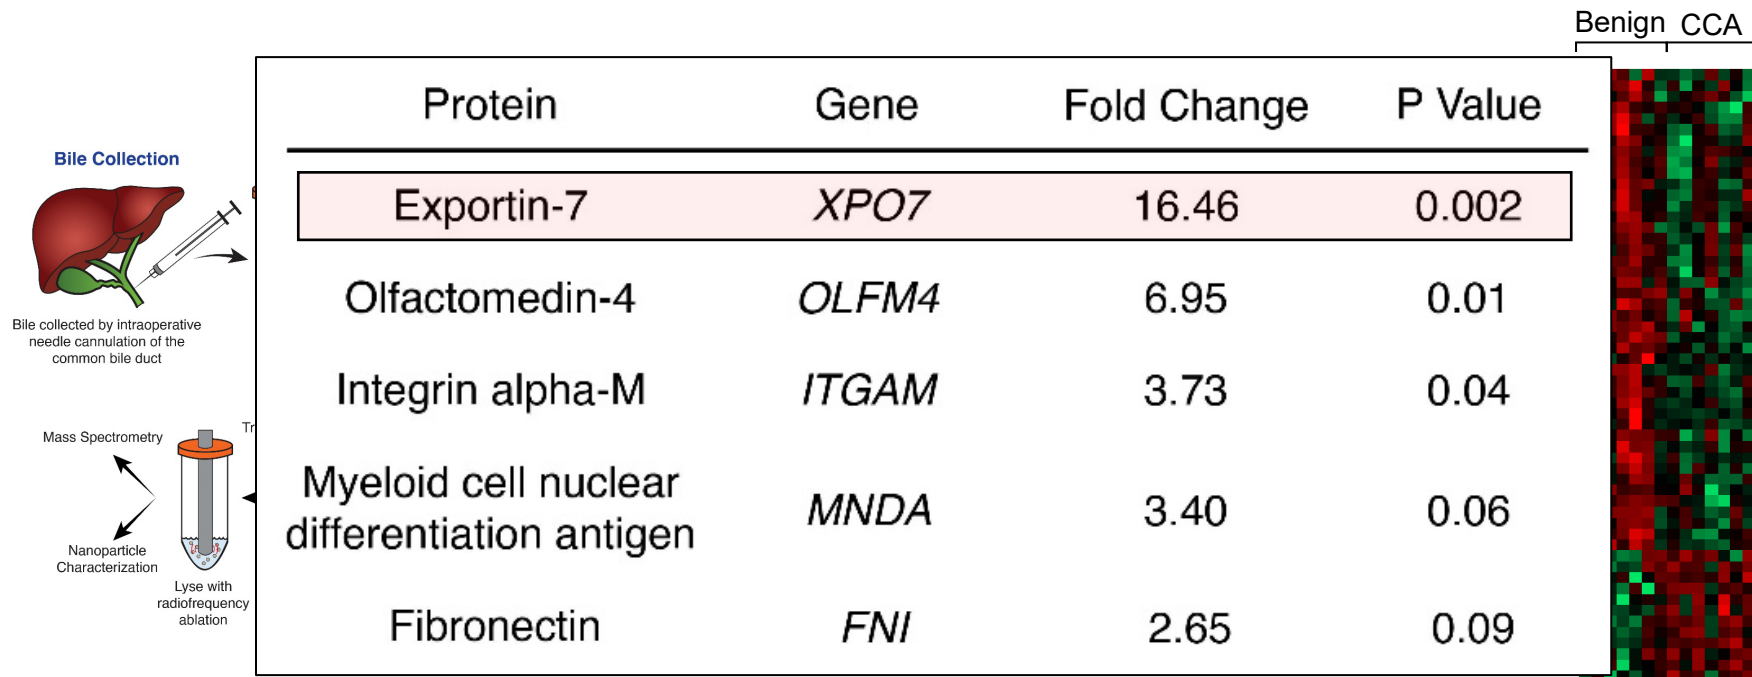 Benign CCA
Protein Gene Fold Change P Value
Exportin-7 XPO7 16.46 0.002
Olfactomedin-4 OLFM4 6.95 0.01
Integrin alpha-M ITGAM 3.73 0.04
Myeloid cell nuclear
differentiation antigen MNDA 3.40 0.06
Fibronectin FNI 2.65 0.09
Bile Collection
Bile collected by intraoperative
needle cannulation of the
common bile duct
Mass Spectrometry
Tr
Nanoparticle
Characterization
Lyse with
radiofrequency
ablation